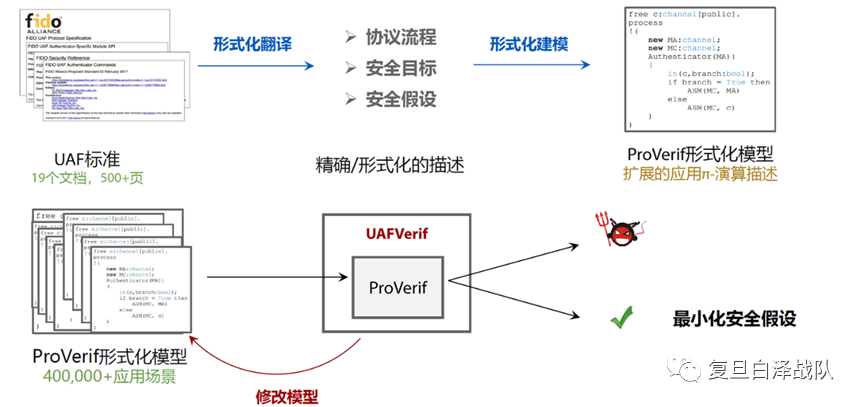 fido
ALLIANCE
FIDO UAF Protocol Specification
FIDO UAF Authenticator-Specific Module API
FIDO Security Reference
FIDO UAF Authenticator Commands
FIDO Alliance Proposed Standard 02 February 2017
形式化翻译
协议流程
安全目标
安全假设
形式化建模
free c:channel[public].
process
!(
new MA:channel;
new MC:channel;
Authenticator(MA){
{
in(c,branch:bool);
if branch = True then
ASM(MC, MA)
else
ASM(MC, c)
}
)
UAF标准
19个文档，500+页
精确/形式化的描述
ProVerif形式化模型
扩展的应用π-演算描述
free c:channel[public].
process
!(
new MA:channel;
new MC:channel;
Authenticator(MA){
{
in(c,branch:bool);
if branch = True then
ASM(MC, MA)
else
ASM(MC, c)
}
)
UAFVerif
ProVerif
最小化安全假设
ProVerif形式化模型
400,000+应用场景
修改模型
复旦白泽战队